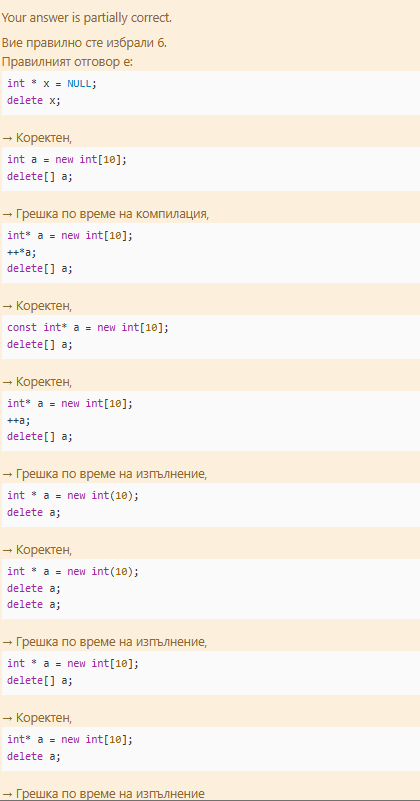 Your answer is partially correct.
Вие правилно сте избрали 6.
Правилният отговор е:
int * x = NULL;
delete x;
→ Коректен,
int a = new int[10];
delete[] a;
→ Грешка по време на компилация,
int* a = new int[10];
++*a;
delete[] a;
→ Коректен,
const int* a = new int[10];
delete[] a;
→ Коректен,
int* a = new int[10];
++a;
delete[] a;
→ Грешка по време на изпълнение,
int * a = new int(10);
delete a;
→ Коректен,
int * a = new int(10);
delete a;
delete a;
→ Грешка по време на изпълнение,
int * a = new int[10];
delete[] a;
→ Коректен,
int* a = new int[10];
delete a;
→ Грешка по време на изпълнение